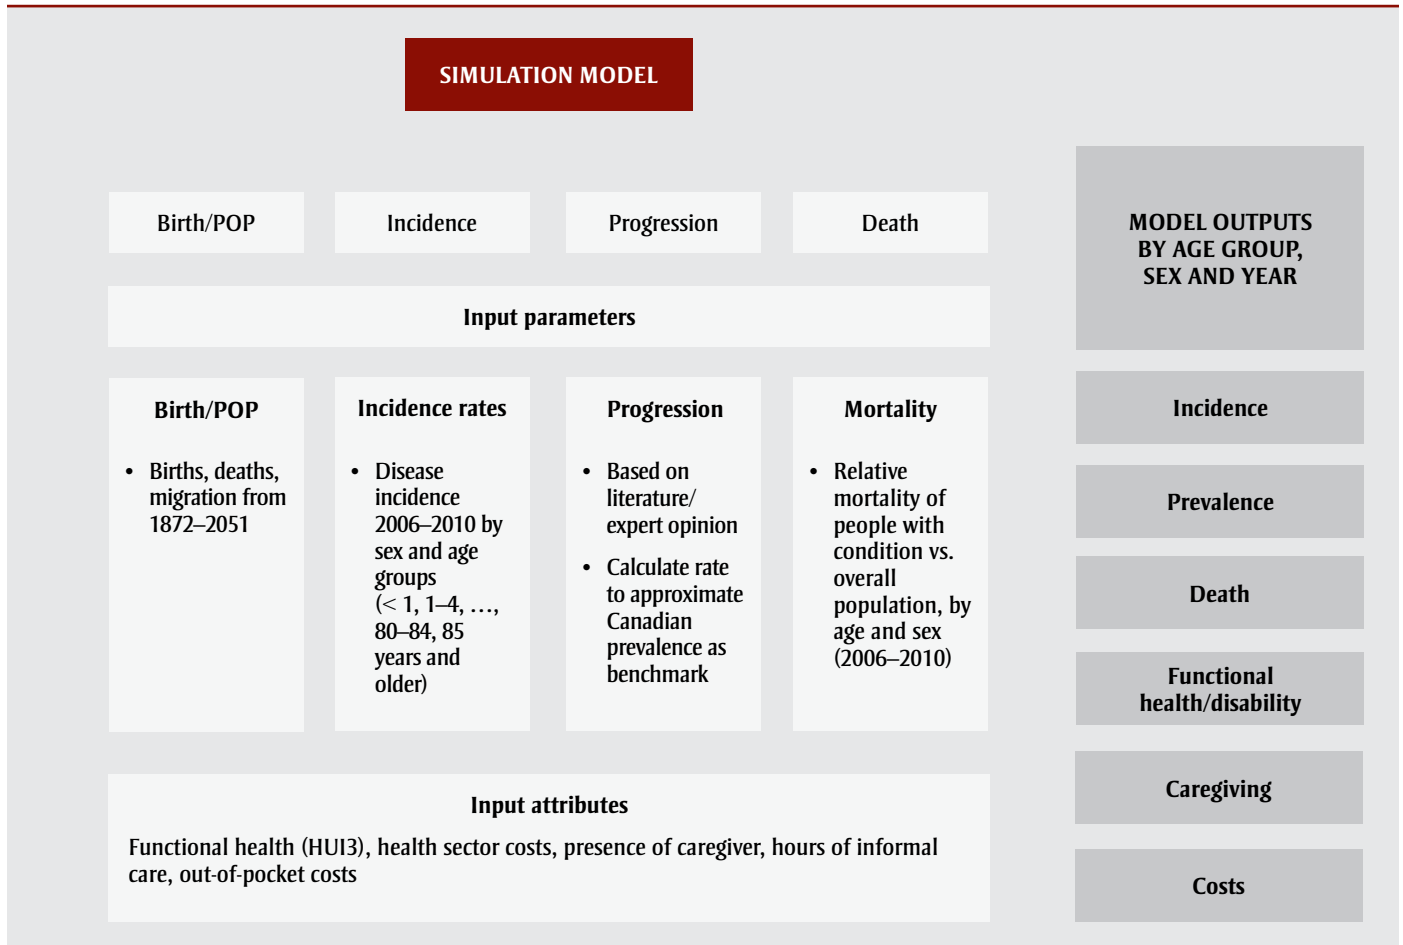 SIMULATION MODEL
Birth/POP
Incidence
Progression
Death
Input parameters
Birth/POP
• Births, deaths,
migration from
1872–2051
Incidence rates
• Disease
incidence
2006–2010 by
sex and age
groups
(< 1, 1–4, …,
80–84, 85
years and
older)
Progression
• Based on
literature/
expert opinion
• Calculate rate
to approximate
Canadian
prevalence as
benchmark
Mortality
• Relative
mortality of
people with
condition vs.
overall
population, by
age and sex
(2006–2010)
Input attributes
Functional health (HUI3), health sector costs, presence of caregiver, hours of informal
care, out-of-pocket costs
MODEL OUTPUTS
BY AGE GROUP,
SEX AND YEAR
Incidence
Prevalence
Death
Functional
health/disability
Caregiving
Costs